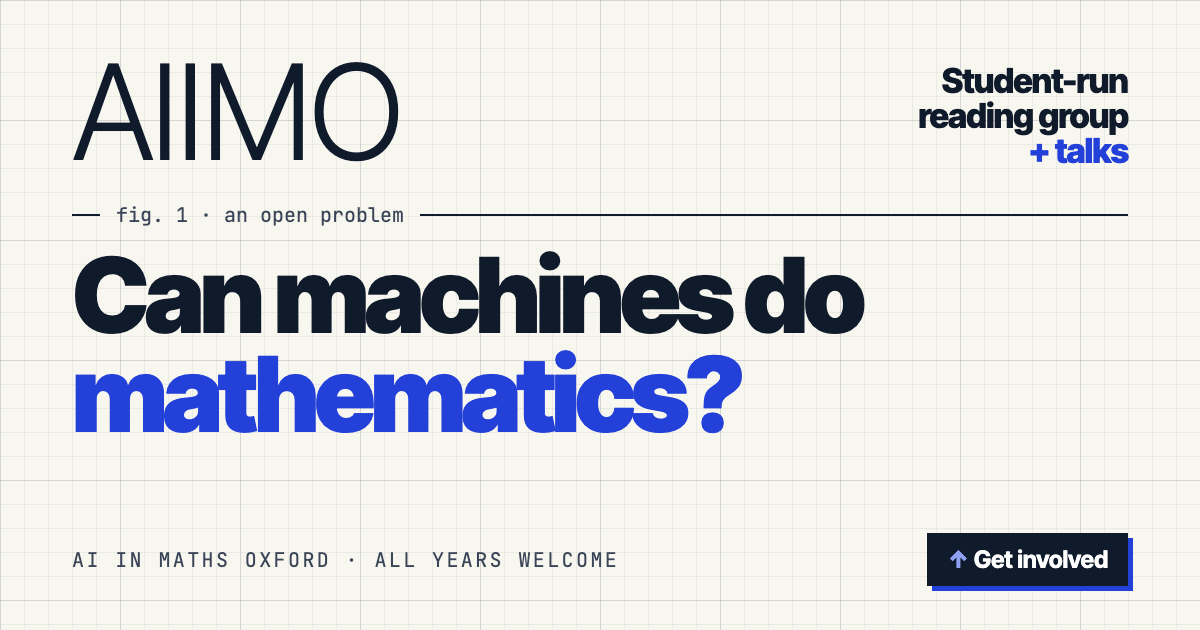 AIIMO
Student-run
reading group
+ talks
fig. 1 · an open problem
Can machines do
mathematics?
AI IN MATHS OXFORD · ALL YEARS WELCOME
↑ Get involved